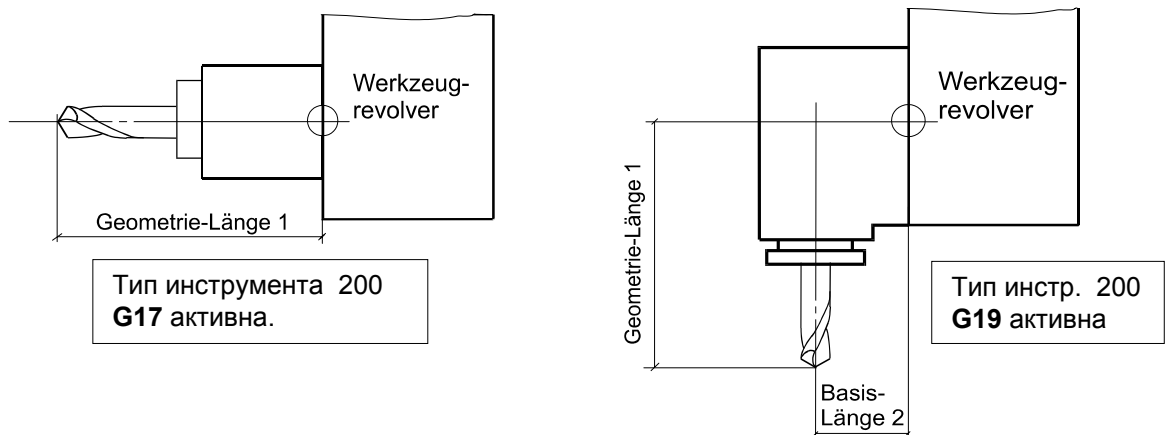 Werkzeug-
revolver
Geometrie-Länge 1
Тип инструмента 200
G17 активна.
Werkzeug-
revolver
Geometrie-Länge 1
Basis-
Länge 2
Тип инстр. 200
G19 активна